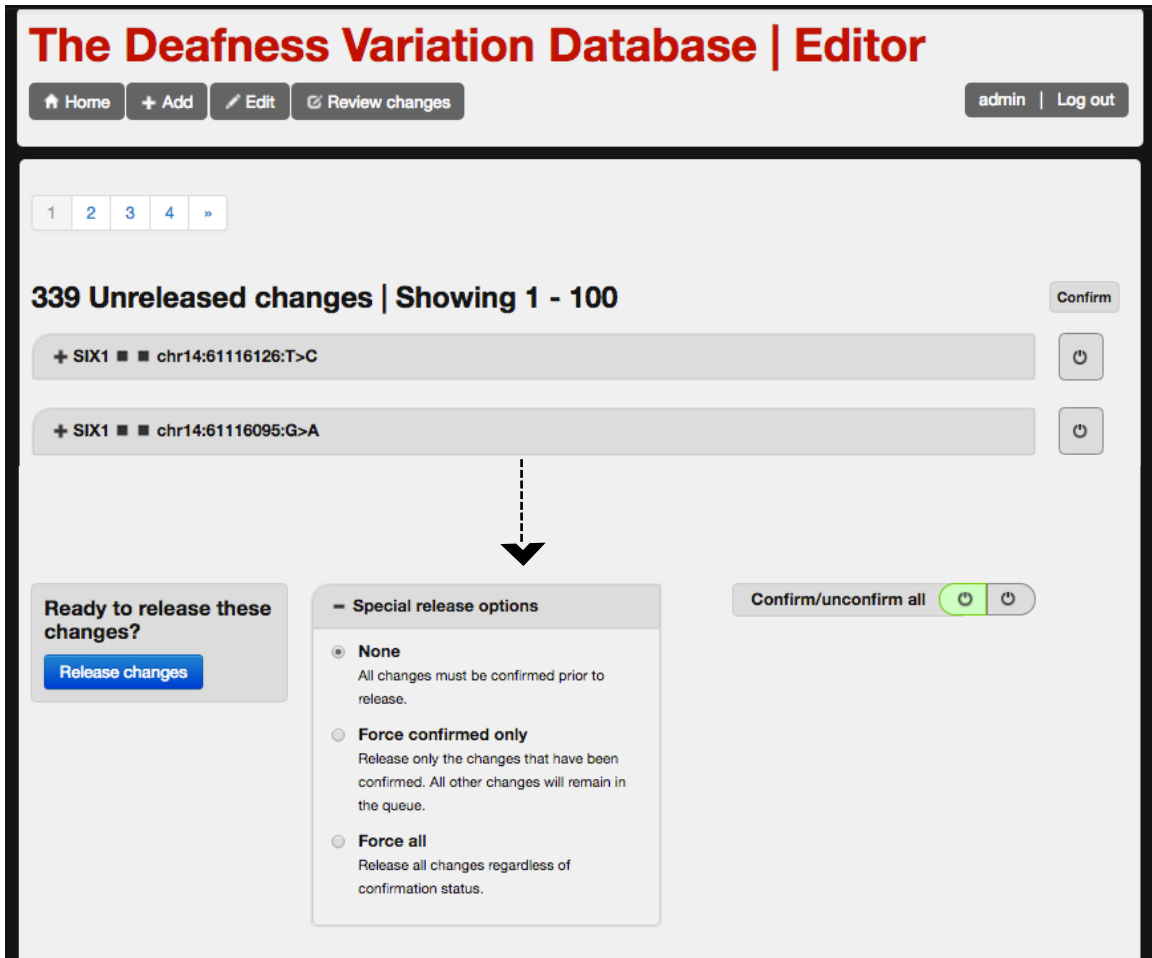 The Deafness Variation Database | Editor
Home
Add
Edit
Review changes
admin | Log out
1 2 3 4 »
339 Unreleased changes | Showing 1 - 100
Confirm
SIX1 ■ ■ chr14:61116126:T>C
SIX1 ■ ■ chr14:61116095:G>A
Ready to release these
changes?
Release changes
Special release options
None
All changes must be confirmed prior to
release.
Force confirmed only
Release only the changes that have been
confirmed. All other changes will remain in
the queue.
Force all
Release all changes regardless of
confirmation status.
Confirm/unconfirm all